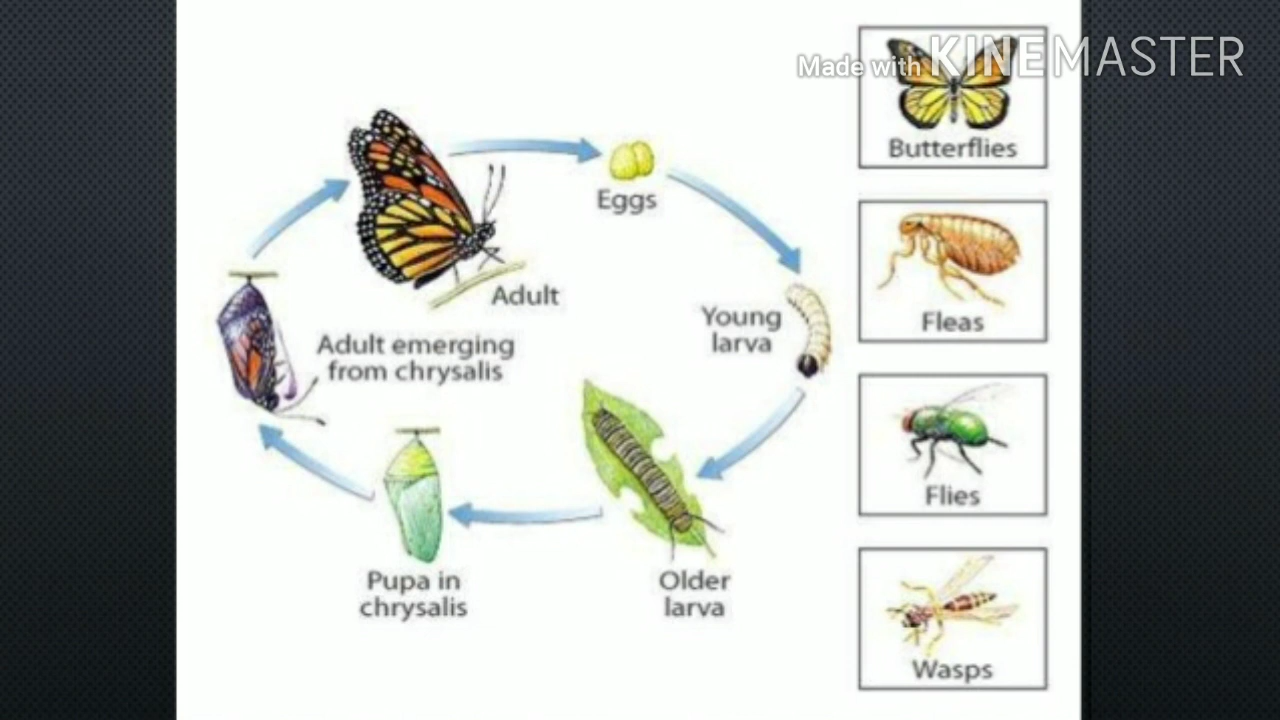 Made with KINEMASTER
Butterflies
Eggs
Adult
Young
larva
Fleas
Adult emerging
from chrysalis
Flies
Pupa in
chrysalis
Older
larva
Wasps